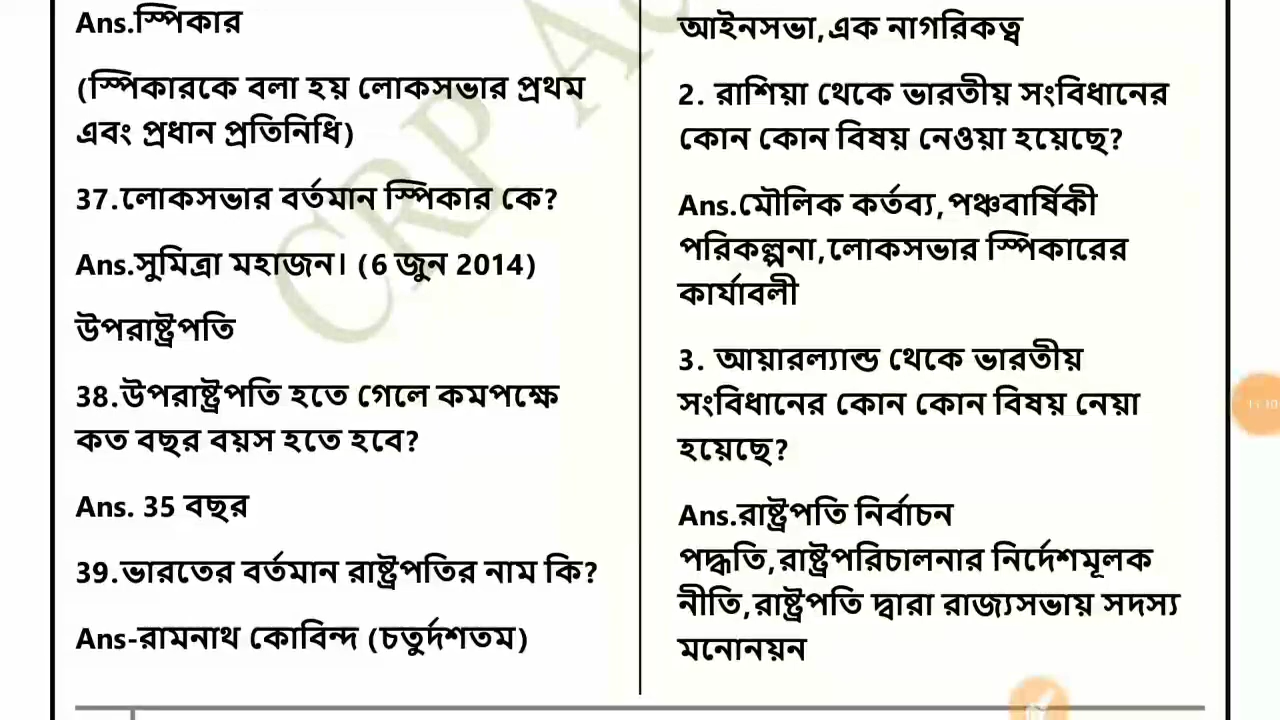 Ans.স্পিকার
(স্পিকারকে বলা হয় লোকসভার প্রথম
এবং প্রধান প্রতিনিধি)
37.লোকসভার বর্তমান স্পিকার কে?
Ans.সুমিত্রা মহাজন। (6 জুন 2014)
উপরাষ্ট্রপতি
38.উপরাষ্ট্রপতি হতে গেলে কমপক্ষে
কত বছর বয়স হতে হবে?
Ans. 35 বছর
39.ভারতের বর্তমান রাষ্ট্রপতির নাম কি?
Ans-রামনাথ কোবিন্দ (চতুর্দশতম)
আইনসভা,এক নাগরিকত্ব
2. রাশিয়া থেকে ভারতীয় সংবিধানের
কোন কোন বিষয় নেওয়া হয়েছে?
Ans.মৌলিক কর্তব্য,পঞ্চবার্ষিকী
পরিকল্পনা,লোকসভার স্পিকারের
কার্যাবলী
3. আয়ারল্যান্ড থেকে ভারতীয়
সংবিধানের কোন কোন বিষয় নেয়া
হয়েছে?
Ans.রাষ্ট্রপতি নির্বাচন
পদ্ধতি,রাষ্ট্রপরিচালনার নির্দেশমূলক
নীতি,রাষ্ট্রপতি দ্বারা রাজ্যসভায় সদস্য
মনোনয়ন
CRP